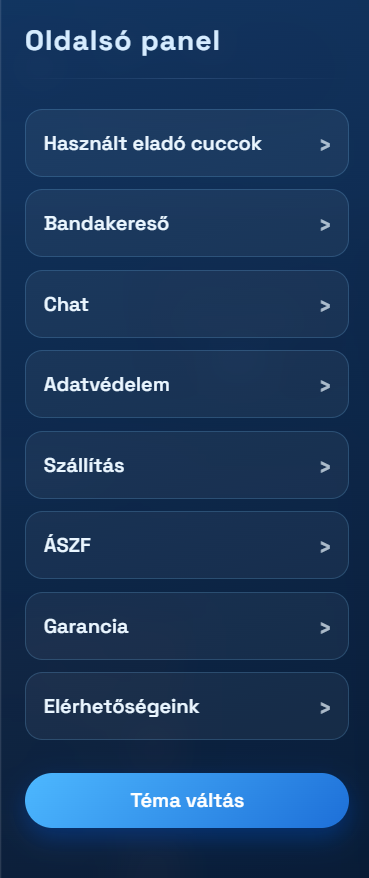 Oldalsó panel
Használt eladó cuccok >
Bandakereső >
Chat >
Adatvédelem >
Szállítás >
ÁSZF >
Garancia >
Elérhetőségeink >
Téma váltás